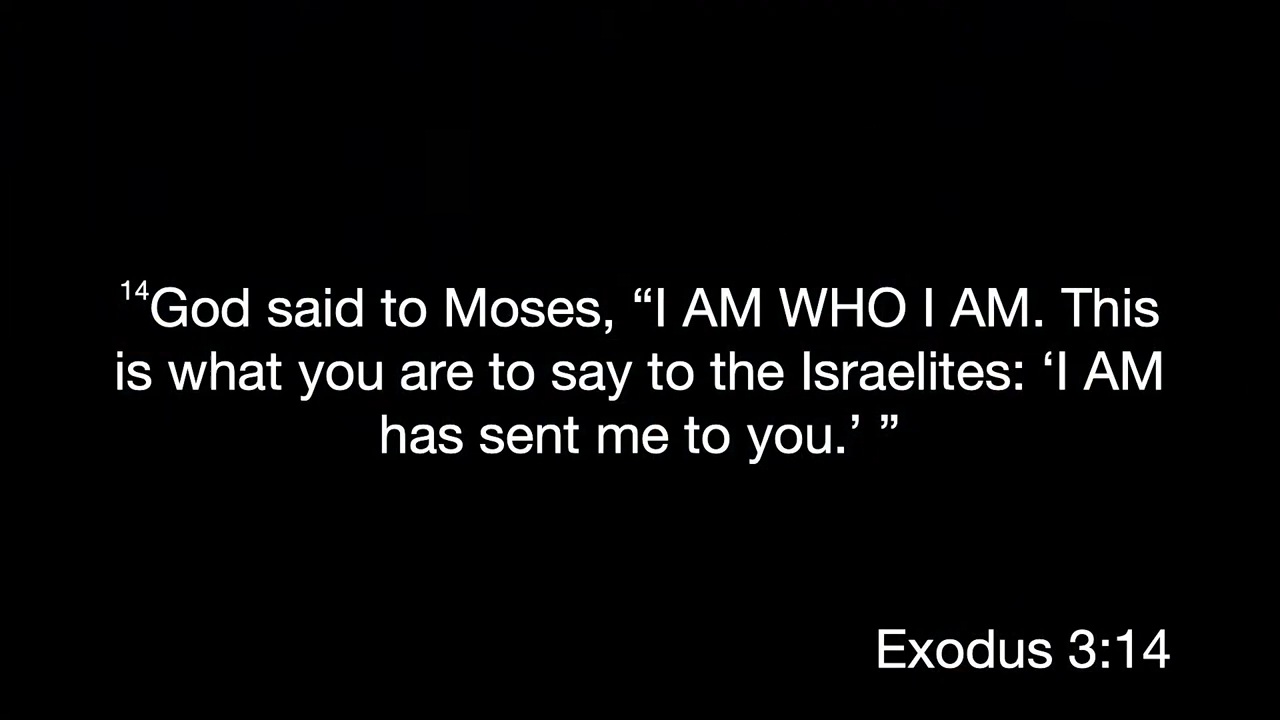 14God said to Moses, “I AM WHO I AM. This
is what you are to say to the Israelites: ‘I AM
has sent me to you.’ ”
Exodus 3:14